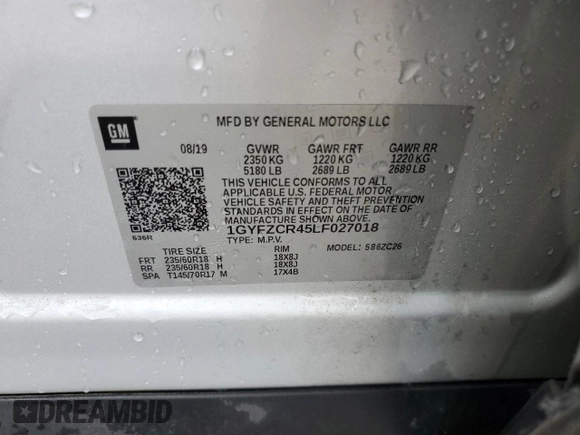 GM
MFD BY GENERAL MOTORS LLC
08/19 GVWR GAWR FRT GAWR RR
2350 KG 1220 KG 1220 KG
5180 LB 2689 LB 2689 LB
THIS VEHICLE CONFORMS TO ALL
APPLICABLE U.S. FEDERAL MOTOR
VEHICLE SAFETY AND THEFT PREVENTION
STANDARDS IN EFFECT ON THE DATE OF
MANUFACTURE SHOWN ABOVE.
1GYFZCR45LF027018
636R
TYPE: M.P.V. MODEL: 586ZC26
TIRE SIZE RIM
FRT 235/60R18 H 18X8J
RR 235/60R18 H 18X8J
SPA T145/70R17 M 17X4B
DREAMBID